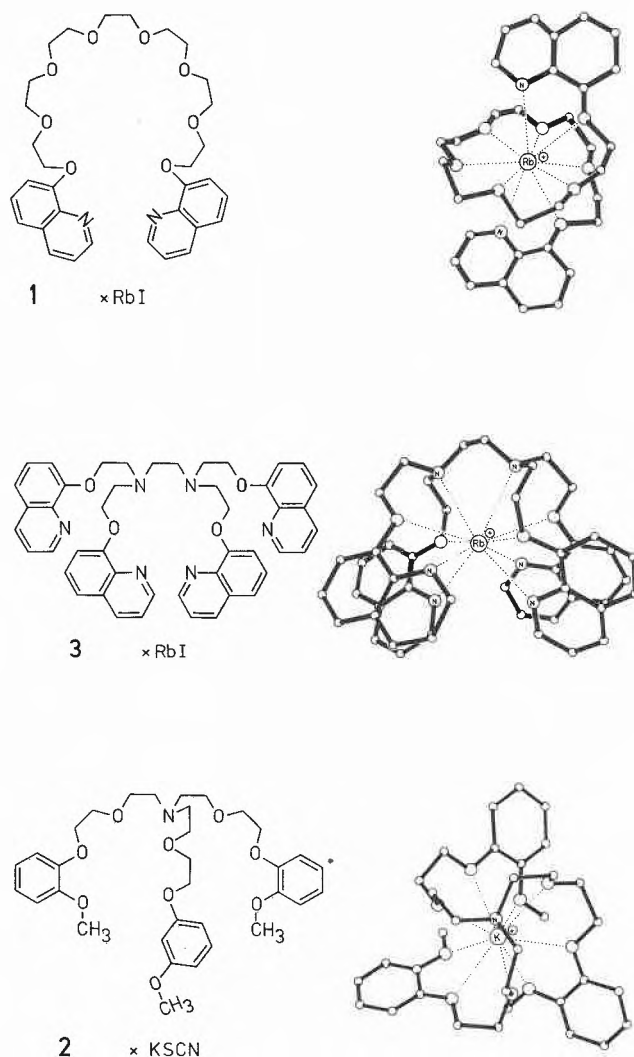 O O
O O
O O
O O
N N
1 × RbI
N
Rb ⊕
N
O N N O
N O O N
N N
3 × RbI
N N
Rb ⊕
N N
N N
N
O O
O
O O
O O
CH₃ O CH₃
O
CH₃
2 × KSCN
N
K ⊕